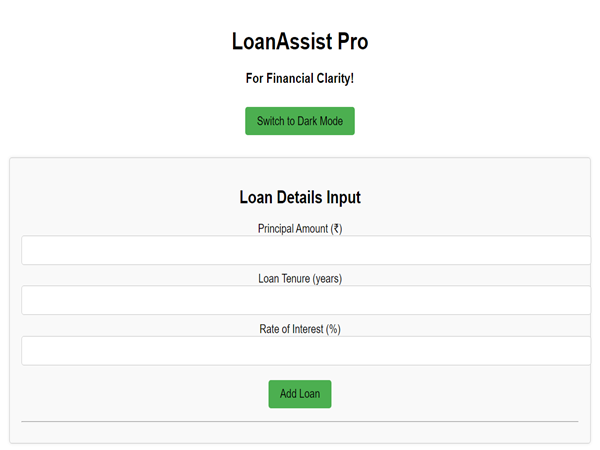 LoanAssist Pro
For Financial Clarity!
Switch to Dark Mode
Loan Details Input
Principal Amount (₹)
Loan Tenure (years)
Rate of Interest (%)
Add Loan